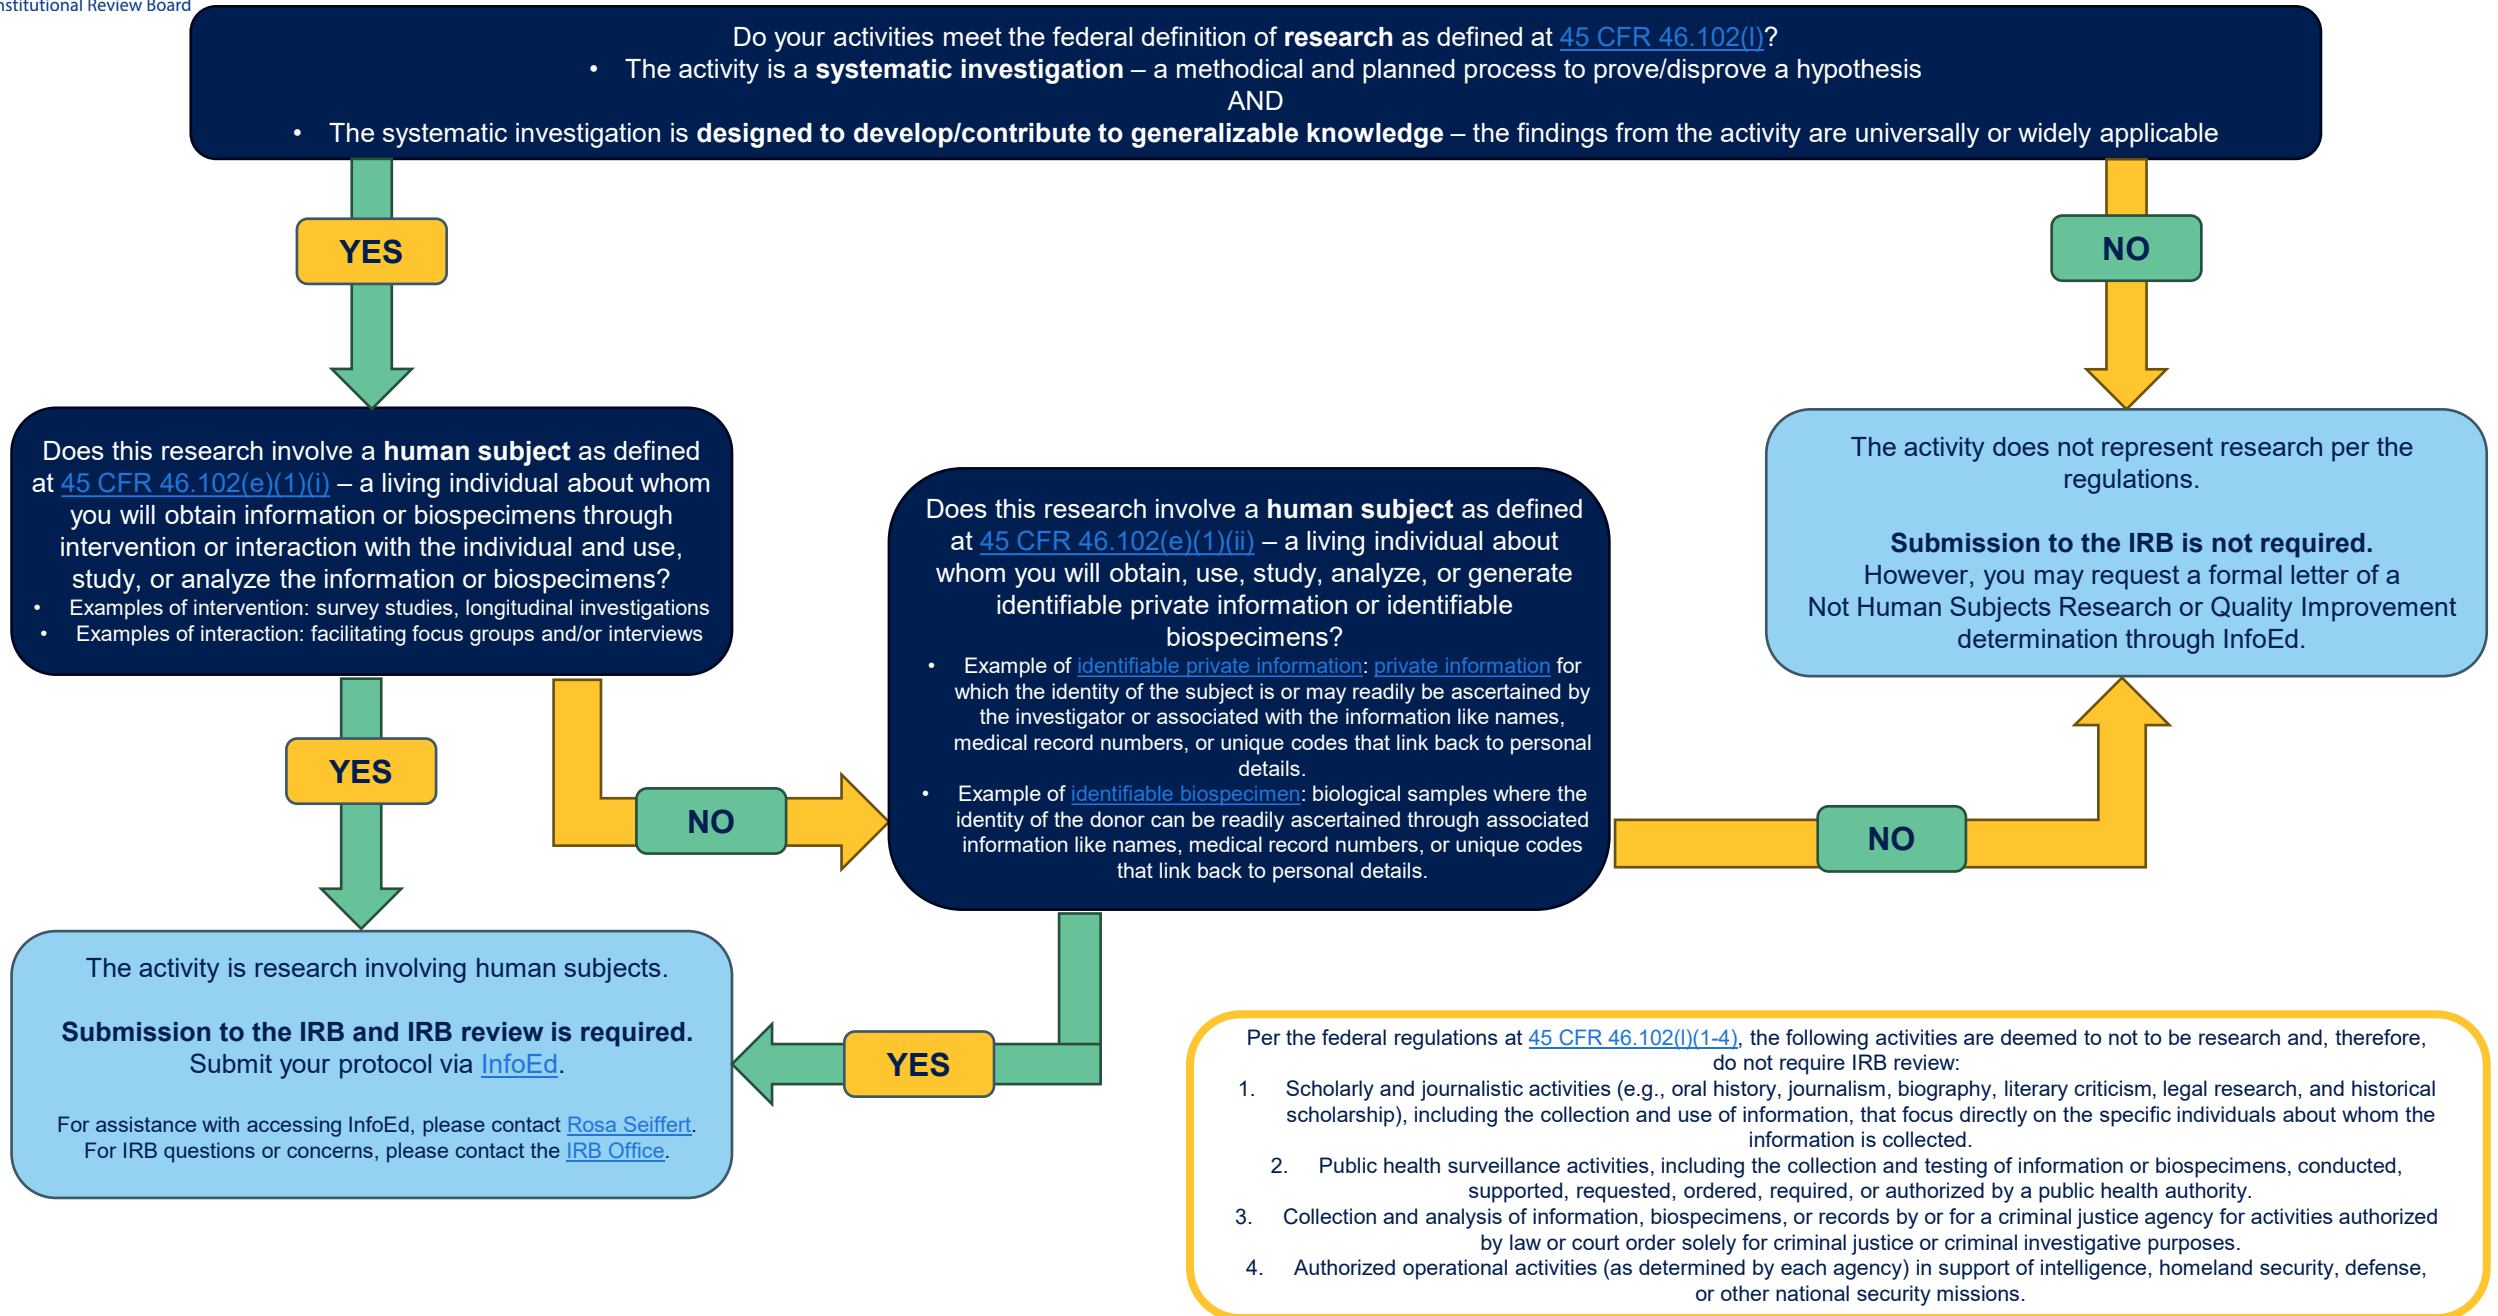 nstitutional Review Board
Do your activities meet the federal definition of research as defined at 45 CFR 46.102(l)?
• The activity is a systematic investigation – a methodical and planned process to prove/disprove a hypothesis
AND
• The systematic investigation is designed to develop/contribute to generalizable knowledge – the findings from the activity are universally or widely applicable
YES
NO
Does this research involve a human subject as defined
at 45 CFR 46.102(e)(1)(i) – a living individual about whom
you will obtain information or biospecimens through
intervention or interaction with the individual and use,
study, or analyze the information or biospecimens?
• Examples of intervention: survey studies, longitudinal investigations
• Examples of interaction: facilitating focus groups and/or interviews
Does this research involve a human subject as defined
at 45 CFR 46.102(e)(1)(ii) – a living individual about
whom you will obtain, use, study, analyze, or generate
identifiable private information or identifiable
biospecimens?
• Example of identifiable private information: private information for
which the identity of the subject is or may readily be ascertained by
the investigator or associated with the information like names,
medical record numbers, or unique codes that link back to personal
details.
• Example of identifiable biospecimen: biological samples where the
identity of the donor can be readily ascertained through associated
information like names, medical record numbers, or unique codes
that link back to personal details.
The activity does not represent research per the
regulations.
Submission to the IRB is not required.
However, you may request a formal letter of a
Not Human Subjects Research or Quality Improvement
determination through InfoEd.
YES
NO
NO
The activity is research involving human subjects.
Submission to the IRB and IRB review is required.
Submit your protocol via InfoEd.
For assistance with accessing InfoEd, please contact Rosa Seiffert.
For IRB questions or concerns, please contact the IRB Office.
YES
Per the federal regulations at 45 CFR 46.102(l)(1-4), the following activities are deemed to not to be research and, therefore,
do not require IRB review:
1. Scholarly and journalistic activities (e.g., oral history, journalism, biography, literary criticism, legal research, and historical
scholarship), including the collection and use of information, that focus directly on the specific individuals about whom the
information is collected.
2. Public health surveillance activities, including the collection and testing of information or biospecimens, conducted,
supported, requested, ordered, required, or authorized by a public health authority.
3. Collection and analysis of information, biospecimens, or records by or for a criminal justice agency for activities authorized
by law or court order solely for criminal justice or criminal investigative purposes.
4. Authorized operational activities (as determined by each agency) in support of intelligence, homeland security, defense,
or other national security missions.